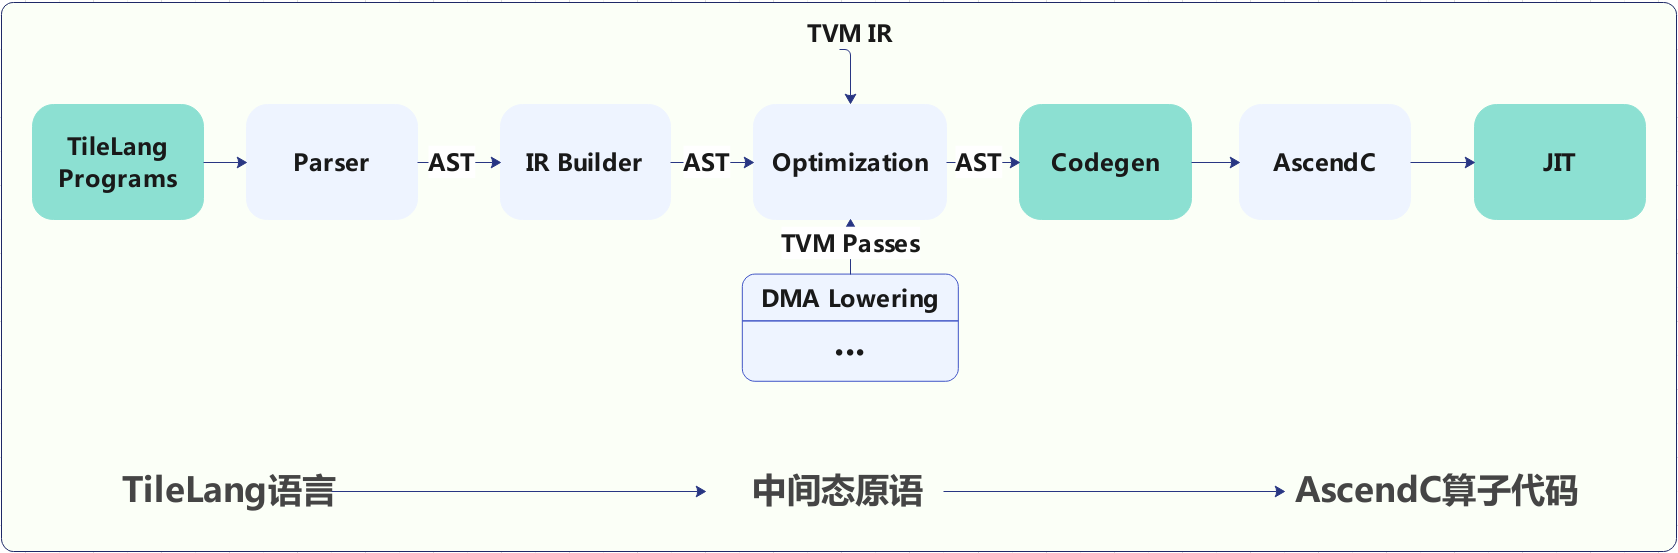 TVM IR
TileLang
Programs
Parser
AST
IR Builder
AST
Optimization
AST
Codegen
AscendC
JIT
TVM Passes
DMA Lowering
...
TileLang语言
中间态原语
AscendC算子代码